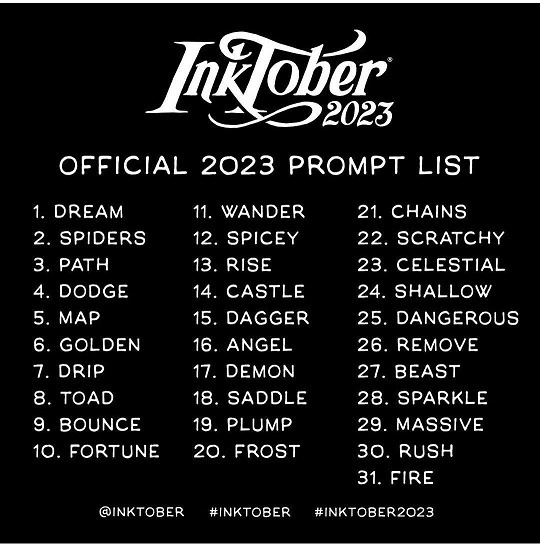 InkTober®
2023
OFFICIAL 2023 PROMPT LIST
1. DREAM
2. SPIDERS
3. PATH
4. DODGE
5. MAP
6. GOLDEN
7. DRIP
8. TOAD
9. BOUNCE
10. FORTUNE
11. WANDER
12. SPICEY
13. RISE
14. CASTLE
15. DAGGER
16. ANGEL
17. DEMON
18. SADDLE
19. PLUMP
20. FROST
21. CHAINS
22. SCRATCHY
23. CELESTIAL
24. SHALLOW
25. DANGEROUS
26. REMOVE
27. BEAST
28. SPARKLE
29. MASSIVE
30. RUSH
31. FIRE
@INKTOBER #INKTOBER #INKTOBER2023